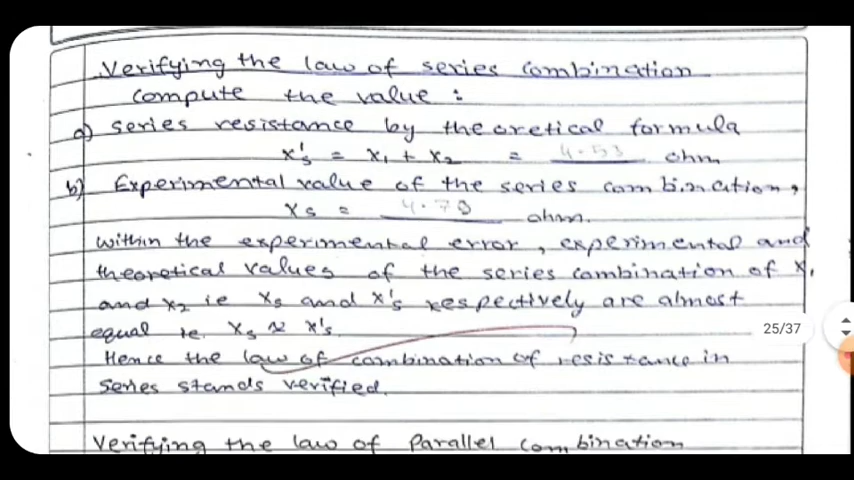 Verifying the law of series combination
compute the value :
a) series resistance by theoretical formula
x's = x1 + x2 = 4.53 ohm
b) Experimental value of the series combination,
xs = ohm.
within the experimental error, experimental and
theoretical values of the series combination of x1
and x2 ie xs and x's respectively are almost
equal ie. xs ≈ x's
25/37
Hence the law of combination of resistance in
series stands verified.
Verifying the law of Parallel combination